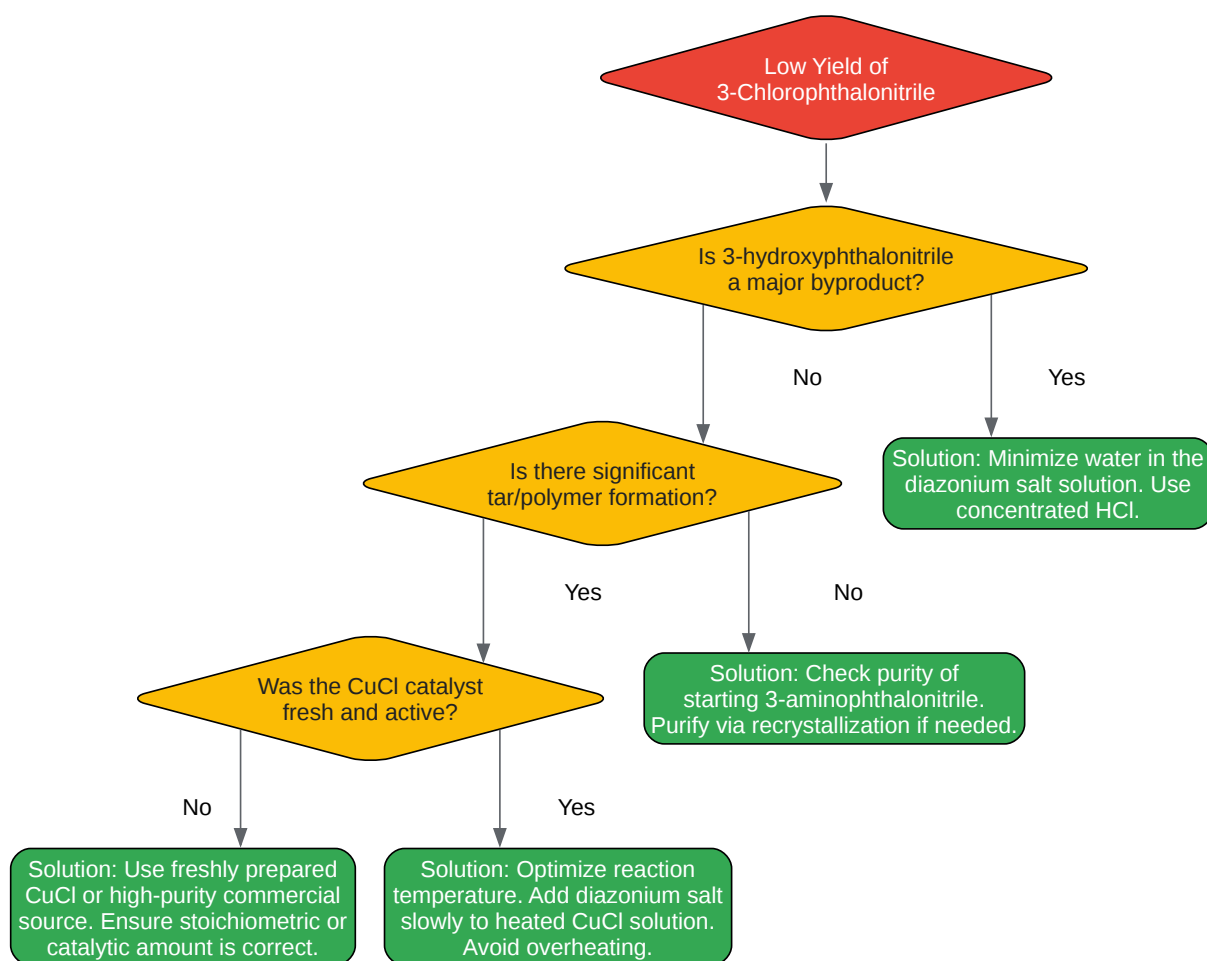 Low Yield of
3-Chlorophthalonitrile
Is 3-hydroxyphthalonitrile
a major byproduct?
No
Yes
Is there significant
tar/polymer formation?
Solution: Minimize water in the
diazonium salt solution. Use
concentrated HCl.
Yes
No
Was the CuCl catalyst
fresh and active?
Solution: Check purity of
starting 3-aminophthalonitrile.
Purify via recrystallization if needed.
No
Yes
Solution: Use freshly prepared
CuCl or high-purity commercial
source. Ensure stoichiometric or
catalytic amount is correct.
Solution: Optimize reaction
temperature. Add diazonium salt
slowly to heated CuCl solution.
Avoid overheating.